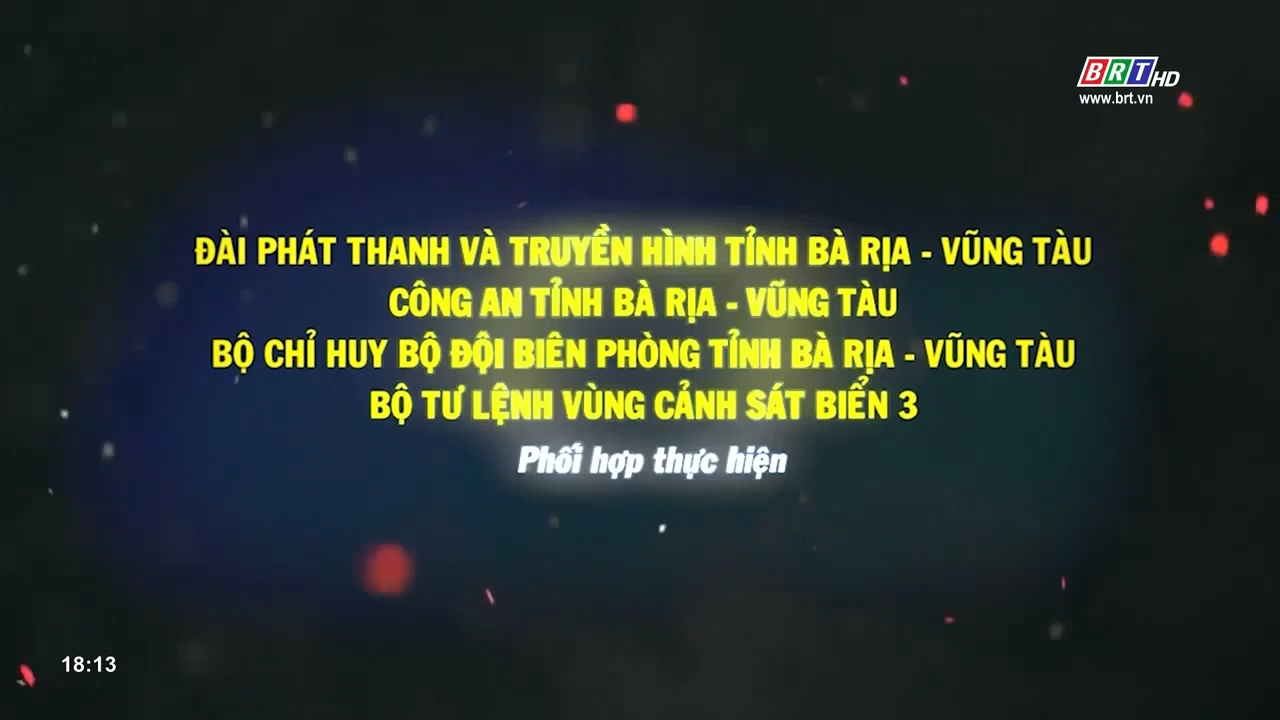 BRT HD
www.brt.vn
ĐÀI PHÁT THANH VÀ TRUYỀN HÌNH TỈNH BÀ RỊA - VŨNG TÀU
CÔNG AN TỈNH BÀ RỊA - VŨNG TÀU
BỘ CHỈ HUY BỘ ĐỘI BIÊN PHÒNG TỈNH BÀ RỊA - VŨNG TÀU
BỘ TƯ LỆNH VÙNG CẢNH SÁT BIỂN 3
Phối hợp thực hiện
18:13